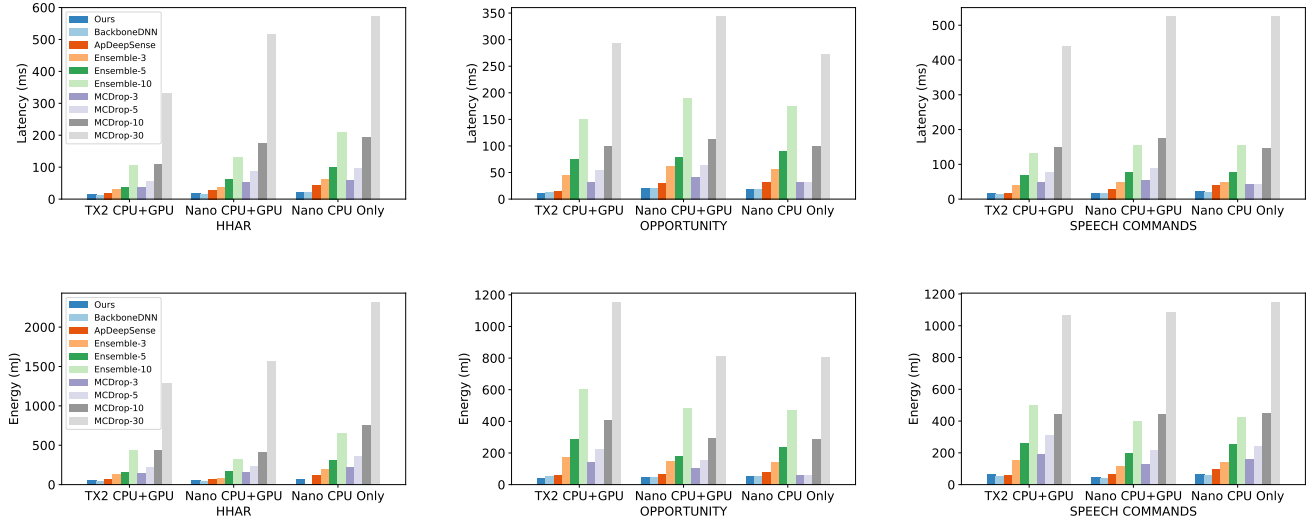 600
500
400
300
200
100
0
Latency (ms)
Ours
BackboneDNN
ApDeepSense
Ensemble-3
Ensemble-5
Ensemble-10
MCDrop-3
MCDrop-5
MCDrop-10
MCDrop-30
TX2 CPU+GPU Nano CPU+GPU Nano CPU Only
HHAR
350
300
250
200
150
100
50
0
Latency (ms)
TX2 CPU+GPU Nano CPU+GPU Nano CPU Only
OPPORTUNITY
500
400
300
200
100
0
Latency (ms)
TX2 CPU+GPU Nano CPU+GPU Nano CPU Only
SPEECH COMMANDS
2000
1500
1000
500
0
Energy (mJ)
Ours
BackboneDNN
ApDeepSense
Ensemble-3
Ensemble-5
Ensemble-10
MCDrop-3
MCDrop-5
MCDrop-10
MCDrop-30
TX2 CPU+GPU Nano CPU+GPU Nano CPU Only
HHAR
1200
1000
800
600
400
200
0
Energy (mJ)
TX2 CPU+GPU Nano CPU+GPU Nano CPU Only
OPPORTUNITY
1200
1000
800
600
400
200
0
Energy (mJ)
TX2 CPU+GPU Nano CPU+GPU Nano CPU Only
SPEECH COMMANDS